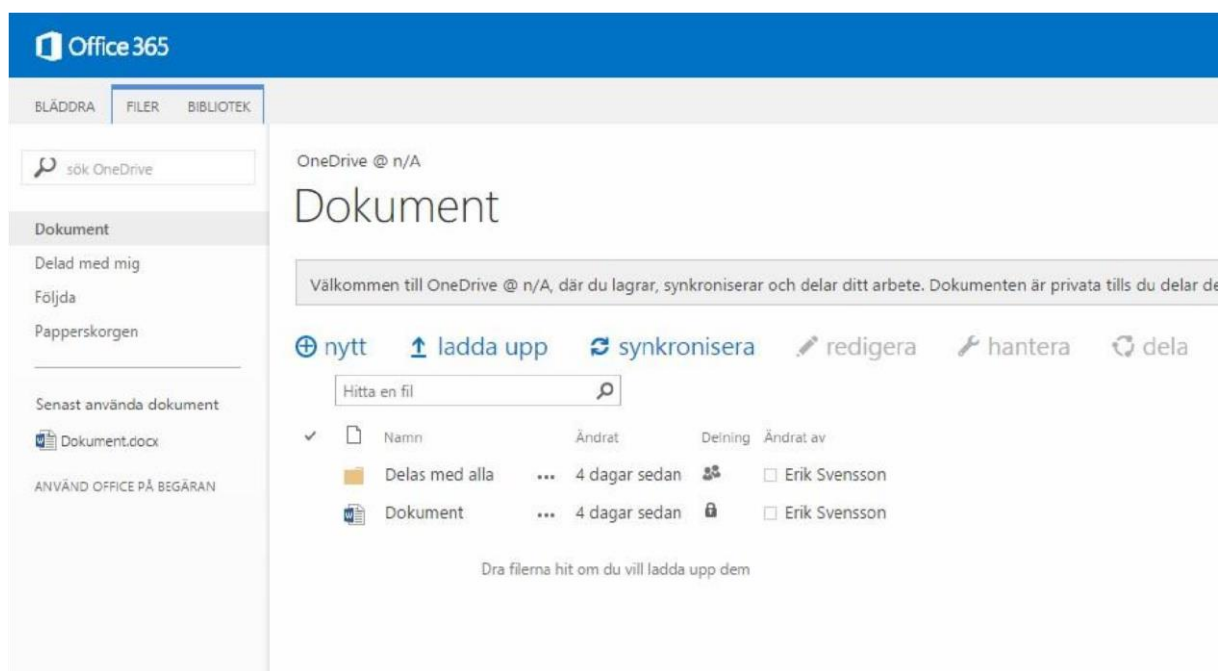 Office 365
BLÄDDRA FILER BIBLIOTEK
sök OneDrive
Dokument
Delad med mig
Följda
Papperskorgen
Senast använda dokument
Dokument.docx
ANVÄND OFFICE PÅ BEGÄRAN
OneDrive @ n/A
Dokument
Välkommen till OneDrive @ n/A, där du lagrar, synkroniserar och delar ditt arbete. Dokumenten är privata tills du delar de
nytt ladda upp synkronisera redigera hantera dela
Hitta en fil
Namn Ändrat Delning Ändrat av
Delas med alla ... 4 dagar sedan Erik Svensson
Dokument ... 4 dagar sedan Erik Svensson
Dra filerna hit om du vill ladda upp dem